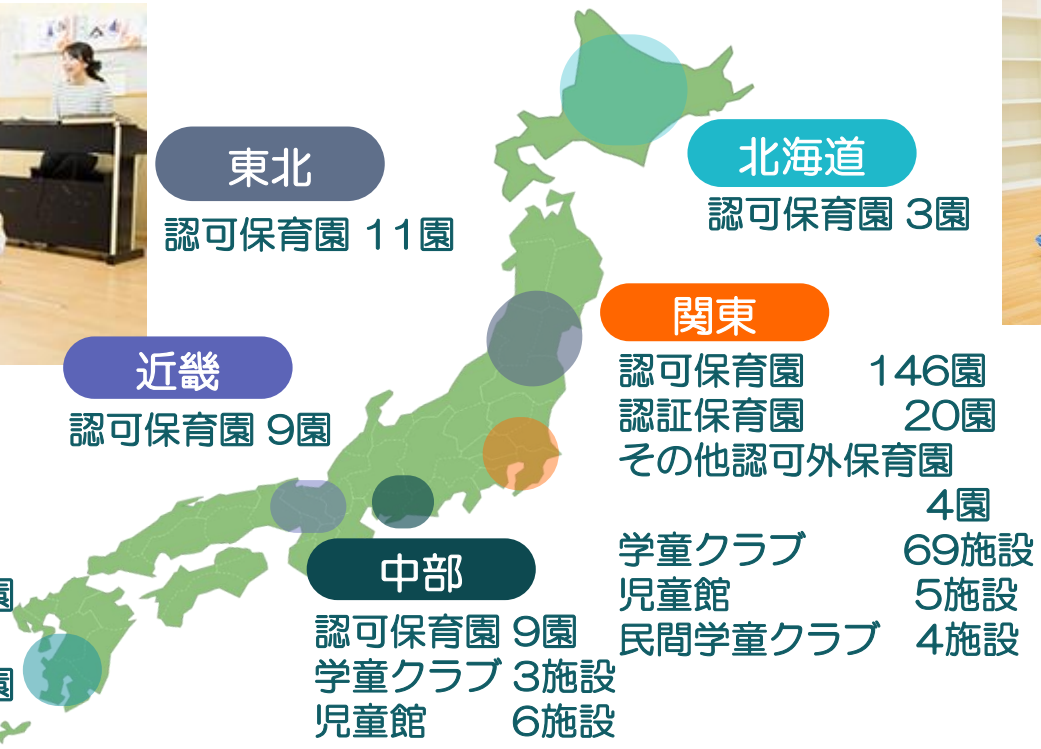 東北
認可保育園 11園
北海道
認可保育園 3園
近畿
認可保育園 9園
関東
認可保育園 146園
認証保育園 20園
その他認可外保育園
4園
学童クラブ 69施設
児童館 5施設
民間学童クラブ 4施設
中部
認可保育園 9園
学童クラブ 3施設
児童館 6施設
園
園